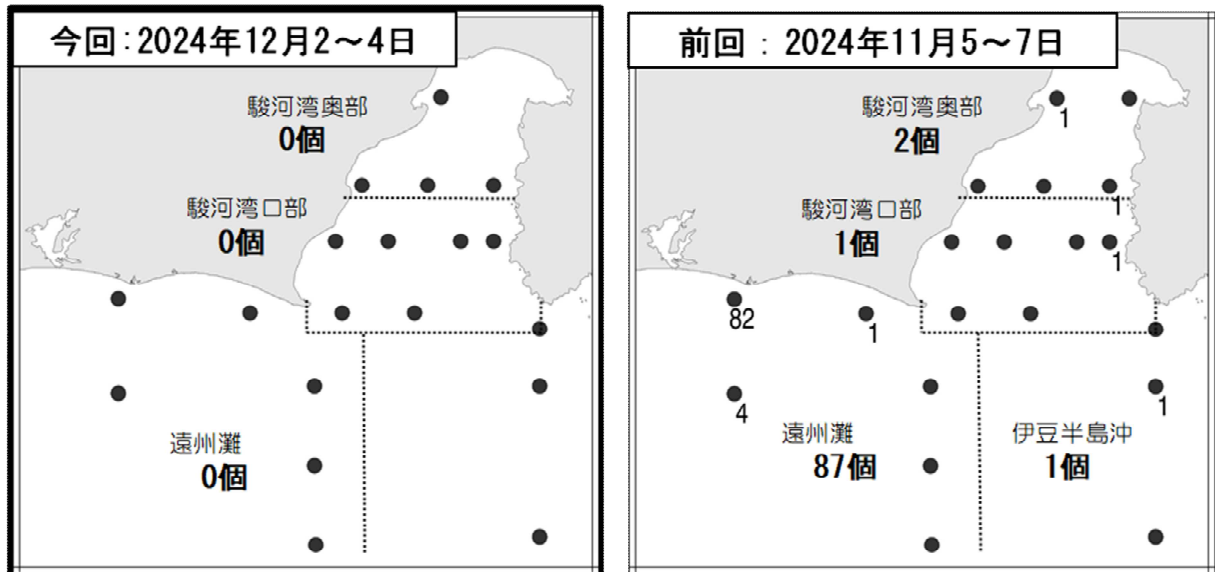 今回：2024年12月2～4日
駿河湾奥部
0個
駿河湾口部
0個
遠州灘
0個
前回：2024年11月5～7日
駿河湾奥部
2個
1
1
駿河湾口部
1個
1
82
1
4
1
遠州灘
87個
伊豆半島沖
1個